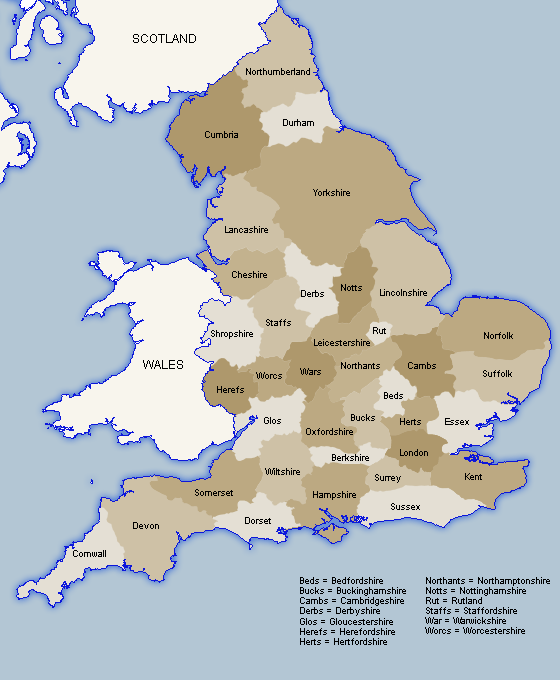 SCOTLAND
Northumberland
Durham
Cumbria
Yorkshire
Lancashire
Cheshire
Derbs
Notts
Lincolnshire
Staffs
Rut
Shropshire
Leicestershire
Norfolk
WALES
Worcs
Wars
Northants
Cambs
Suffolk
Herefs
Beds
Glos
Bucks
Herts
Essex
Oxfordshire
London
Berkshire
Wiltshire
Surrey
Kent
Somerset
Hampshire
Sussex
Devon
Dorset
Cornwall
Beds = Bedfordshire
Bucks = Buckinghamshire
Cambs = Cambridgeshire
Derbs = Derbyshire
Glos = Gloucestershire
Herefs = Herefordshire
Herts = Hertfordshire
Northants = Northamptonshire
Notts = Nottinghamshire
Rut = Rutland
Staffs = Staffordshire
War = Warwickshire
Worcs = Worcestershire